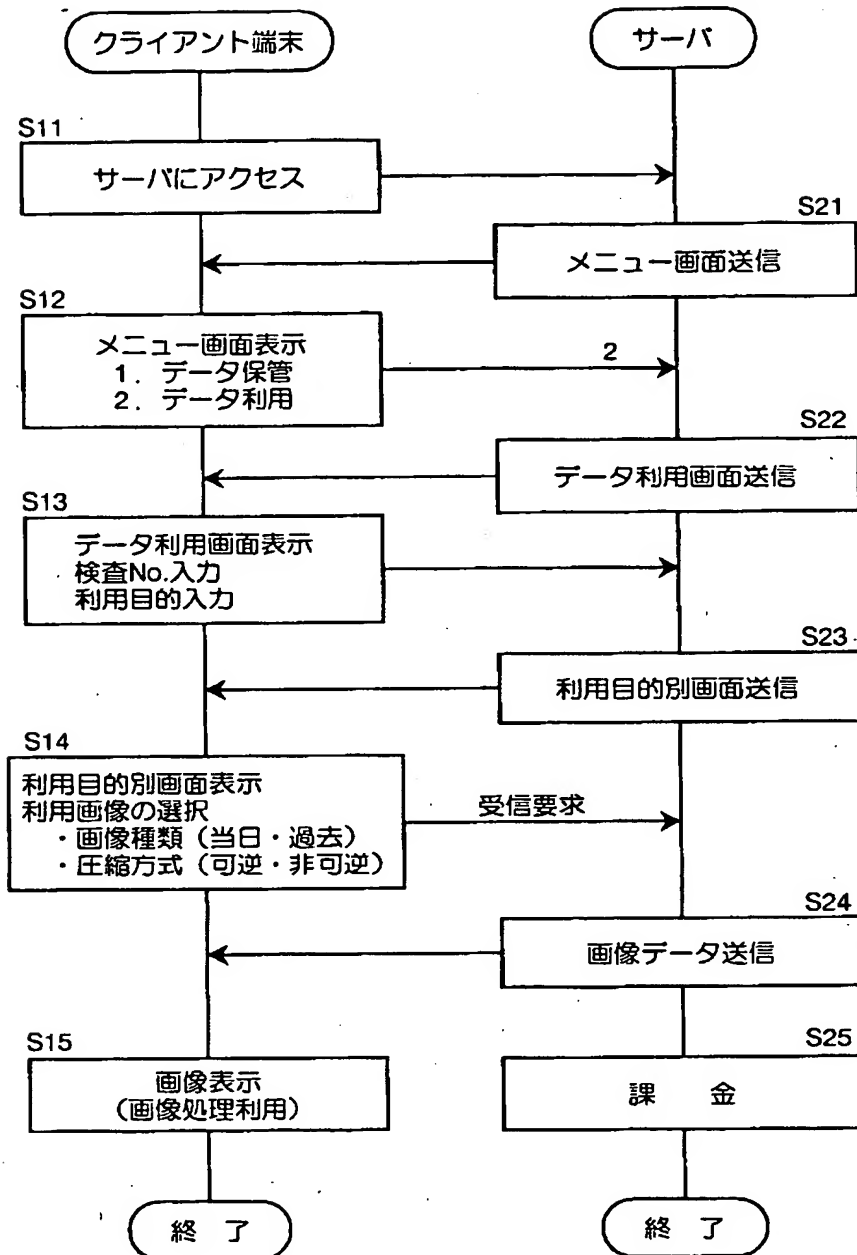 クライアント端末
サーバ
S11
サーバにアクセス
S21
メニュー画面送信
S12
メニュー画面表示
1. データ保管
2. データ利用
2
S22
データ利用画面送信
S13
データ利用画面表示
検査No.入力
利用目的入力
S23
利用目的別画面送信
S14
利用目的別画面表示
利用画像の選択
・画像種類（当日・過去）
・圧縮方式（可逆・非可逆）
受信要求
S24
画像データ送信
S15
画像表示
（画像処理利用）
S25
課　金
終　了
終　了